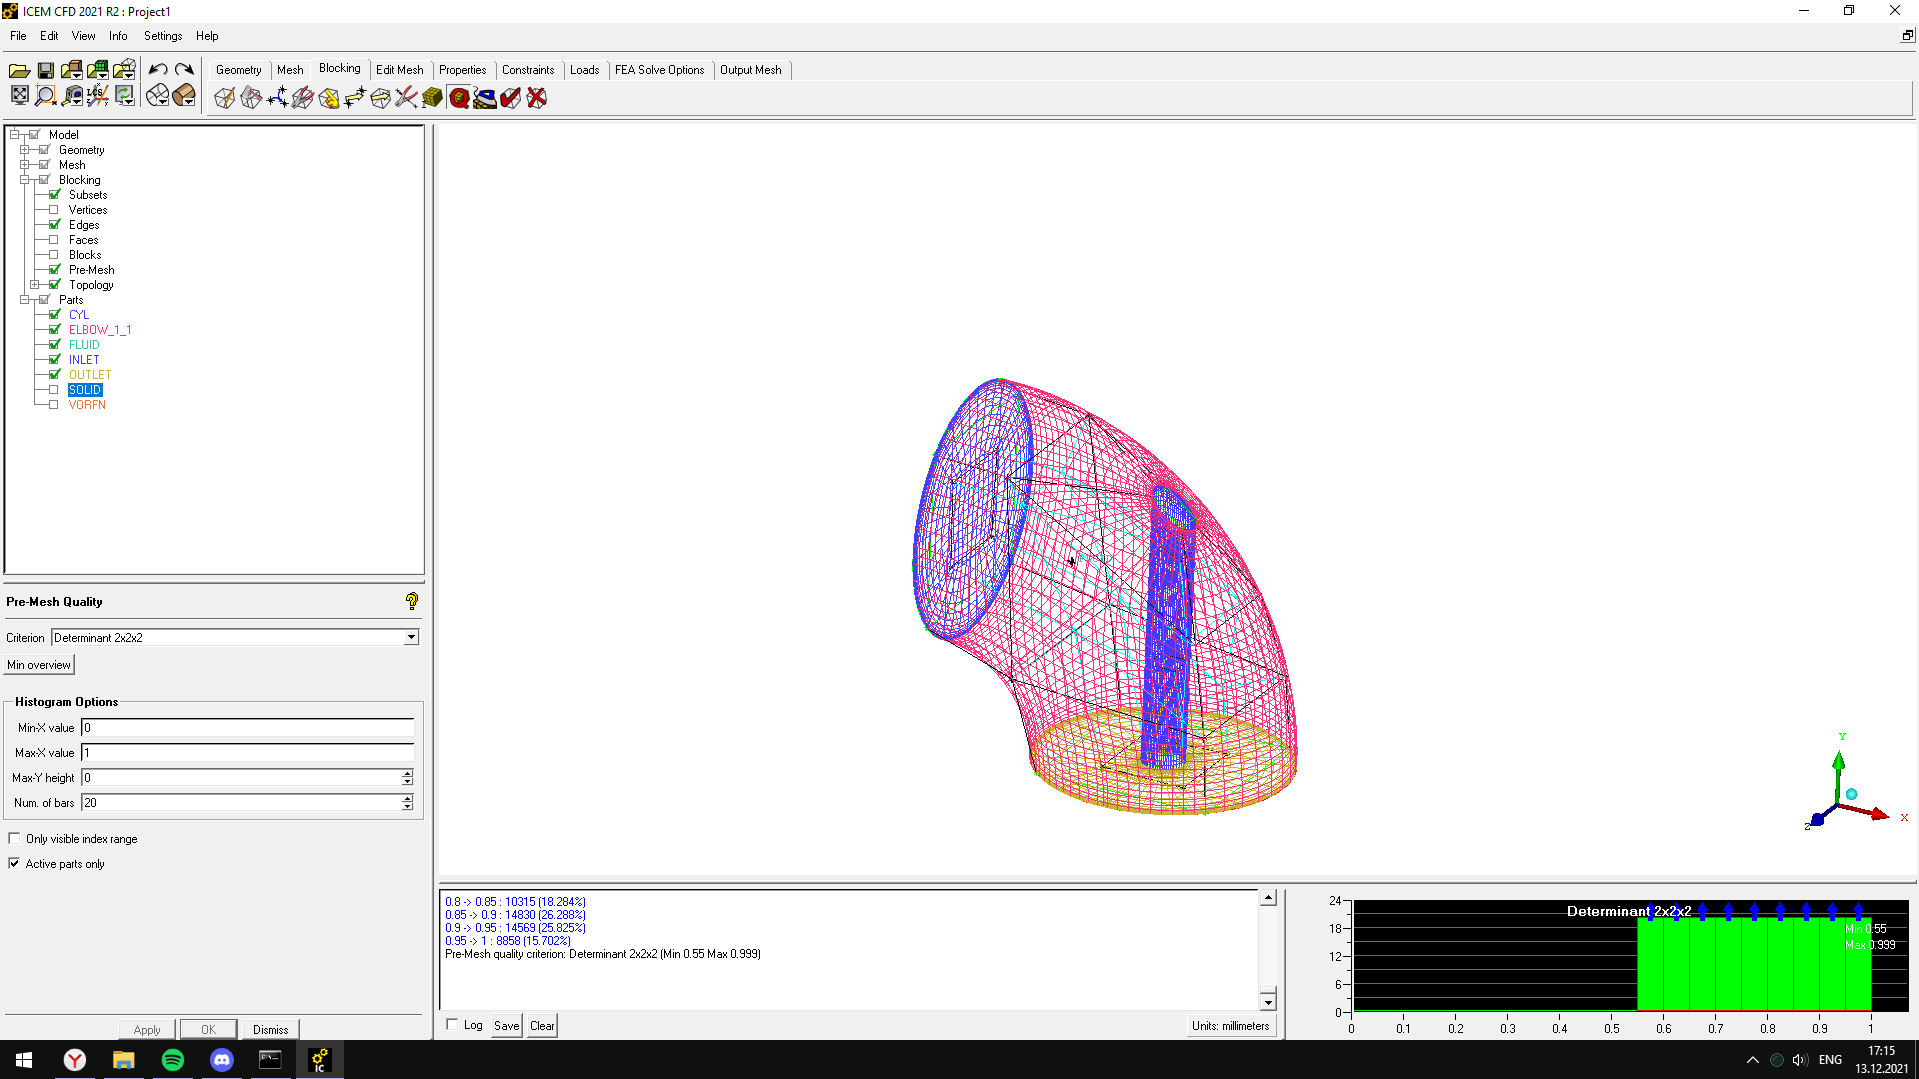 ICEM CFD 2021 R2 : Project1
File Edit View Info Settings Help
Geometry Mesh Blocking Edit Mesh Properties Constraints Loads FEA Solve Options Output Mesh
LCS
Model
Geometry
Mesh
Blocking
Subsets
Vertices
Edges
Faces
Blocks
Pre-Mesh
Topology
Parts
CYL
ELBOW_1_1
FLUID
INLET
OUTLET
SOLID
VORFN
Pre-Mesh Quality
Criterion Determinant 2x2x2
Min overview
Histogram Options
Min-X value 0
Max-X value 1
Max-Y height 0
Num. of bars 20
Only visible index range
Active parts only
Apply OK Dismiss
Y
X
Z
0.8 -> 0.85 : 10315 (18.284%)
0.85 -> 0.9 : 14830 (26.288%)
0.9 -> 0.95 : 14569 (25.825%)
0.95 -> 1 : 8858 (15.702%)
Pre-Mesh quality criterion: Determinant 2x2x2 (Min 0.55 Max 0.999)
Log Save Clear
Units: millimeters
Determinant 2x2x2
Min 0.55
Max 0.999
24
18
12
6
0
0 0.1 0.2 0.3 0.4 0.5 0.6 0.7 0.8 0.9 1
IC
ENG
17:15
13.12.2021